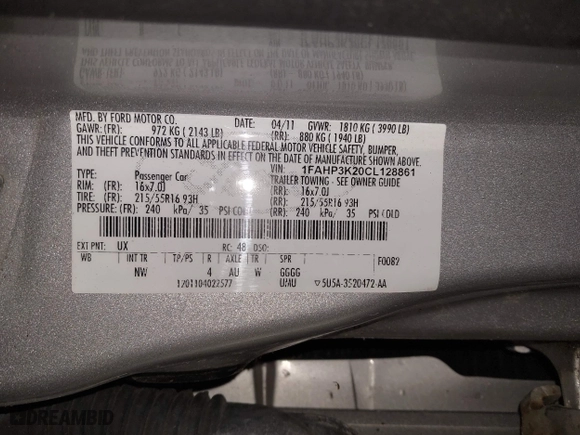 MFD. BY FORD MOTOR CO.
DATE: 04/11 GVWR: 1810 KG ( 3990 LB)
GAWR: (FR): 972 KG ( 2143 LB) (RR): 880 KG ( 1940 LB)
THIS VEHICLE CONFORMS TO ALL APPLICABLE FEDERAL MOTOR VEHICLE SAFETY, BUMPER,
AND THEFT PREVENTION STANDARDS IN EFFECT ON THE DATE OF MANUFACTURE SHOWN ABOVE.
VIN: 1FAHP3K20CL128861
TYPE: Passenger Car TRAILER TOWING - SEE OWNER GUIDE
RIM: (FR) 16x7.0J (RR): 16x7.0J
TIRE: (FR) 215/55R16 93H (RR): 215/55R16 93H
PRESSURE: (FR) 240 kPa/ 35 PSI COLD (RR): 240 kPa/ 35 PSI COLD
EXT PNT: UX RC: 48 DSO:
WB INT TR TP/PS R AXLE TR SPR F0082
NW 4 AU W GGGG
UMU 5U5A-3520472-AA
DREAMBID